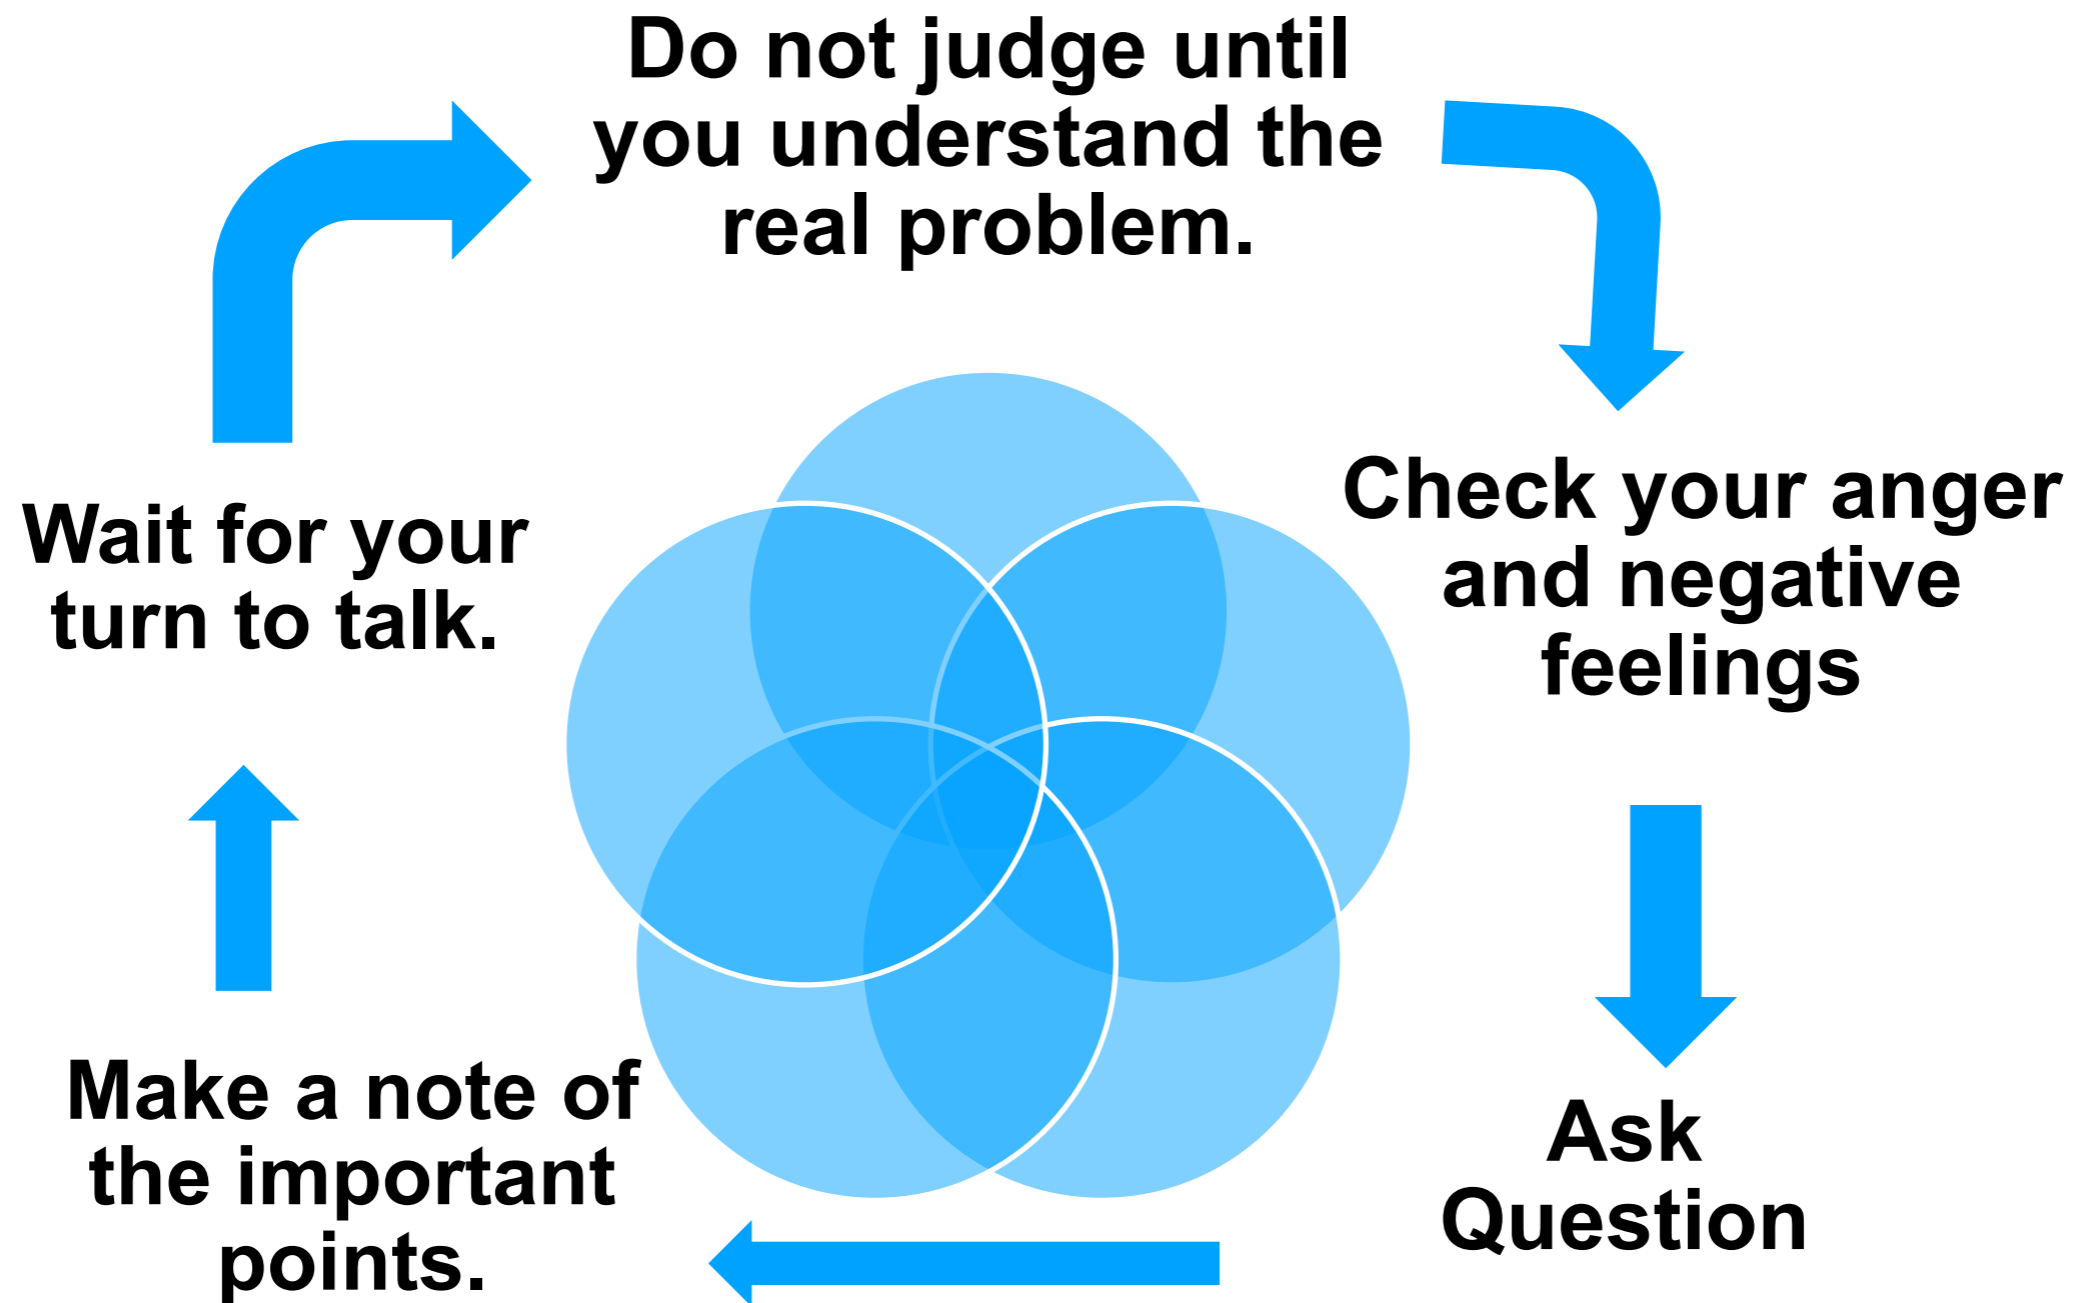 Do not judge until
you understand the
real problem.
Check your anger
and negative
feelings
Ask
Question
Make a note of
the important
points.
Wait for your
turn to talk.